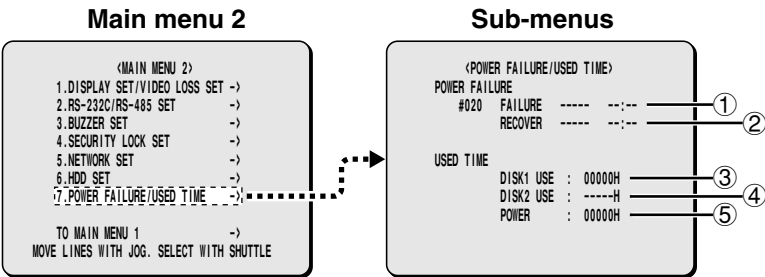 Main menu 2
<MAIN MENU 2>
1.DISPLAY SET/VIDEO LOSS SET ->
2.RS-232C/RS-485 SET ->
3.BUZZER SET ->
4.SECURITY LOCK SET ->
5.NETWORK SET ->
6.HDD SET ->
7.POWER FAILURE/USED TIME ->
TO MAIN MENU 1 ->
MOVE LINES WITH JOG. SELECT WITH SHUTTLE
Sub-menus
<POWER FAILURE/USED TIME>
POWER FAILURE
#020 FAILURE ----- --:-- ①
RECOVER ----- --:-- ②
USED TIME
DISK1 USE : 00000H ③
DISK2 USE : -----H ④
POWER : 00000H ⑤